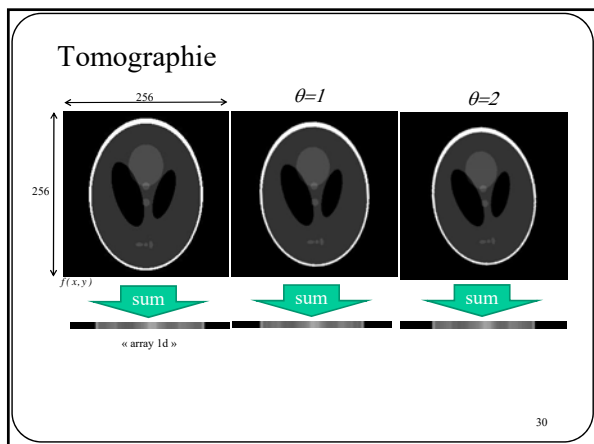 Tomographie
256
θ=1
θ=2
256
f ( x, y )
sum
sum
sum
« array 1d »
30